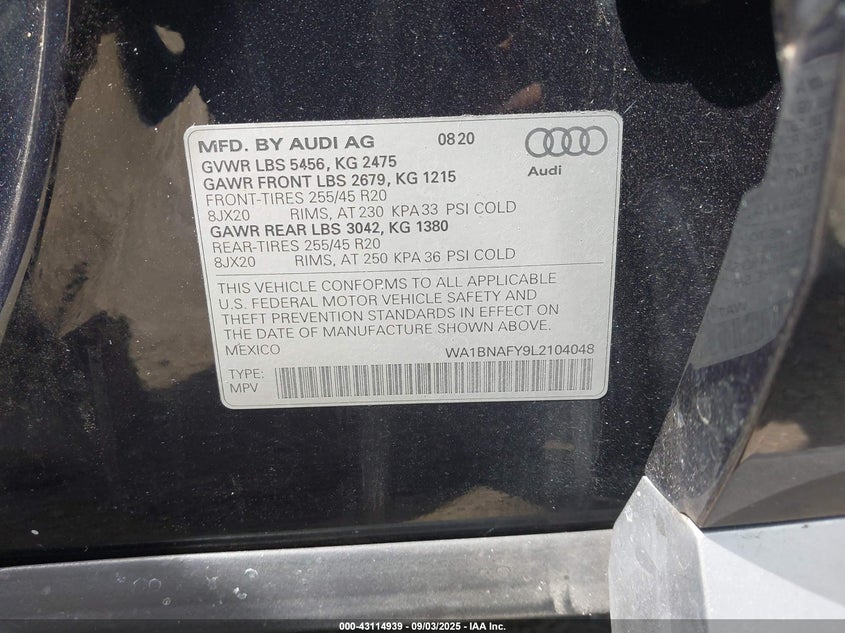 MFD. BY AUDI AG 08 20
GVWR LBS 5456, KG 2475
GAWR FRONT LBS 2679, KG 1215
FRONT-TIRES 255/45 R20
8JX20 RIMS, AT 230 KPA 33 PSI COLD
GAWR REAR LBS 3042, KG 1380
REAR-TIRES 255/45 R20
8JX20 RIMS, AT 250 KPA 36 PSI COLD
Audi
THIS VEHICLE CONFORMS TO ALL APPLICABLE
U.S. FEDERAL MOTOR VEHICLE SAFETY AND
THEFT PREVENTION STANDARDS IN EFFECT ON
THE DATE OF MANUFACTURE SHOWN ABOVE.
MEXICO WA1BNAFY9L2104048
TYPE:
MPV
000-43114939 - 09/03/2025 - IAA Inc.